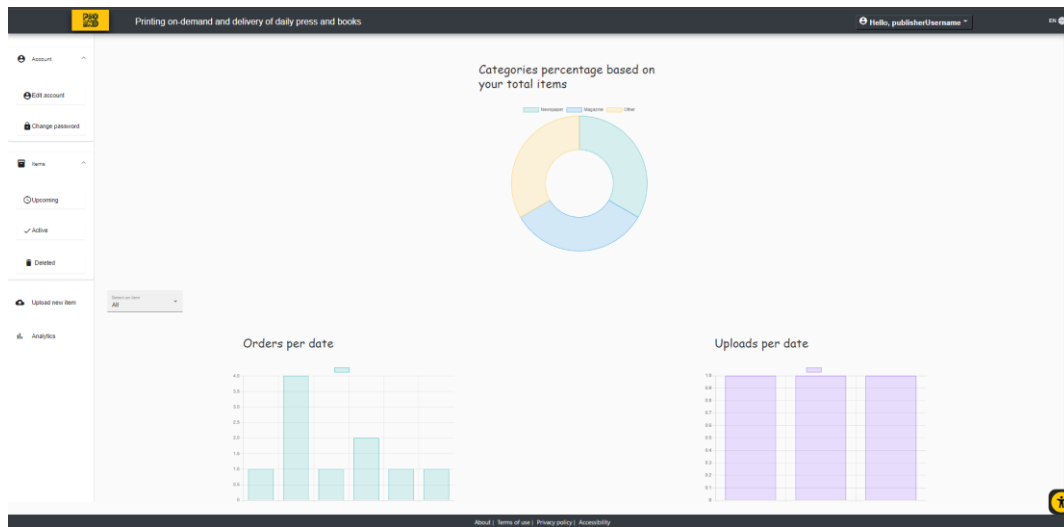 Printing on-demand and delivery of daily press and books
Hello, publisherUsername
EN
Account
Edit account
Change password
Items
Upcoming
Active
Deleted
Upload new item
Analytics
Categories percentage based on
your total items
Newspaper Magazine Other
Select an item
All
Orders per date
4.0
3.5
3.0
2.5
2.0
1.5
1.0
0.5
0
Uploads per date
1.0
0.9
0.8
0.7
0.6
0.5
0.4
0.3
0.2
0.1
0
About | Terms of use | Privacy policy | Accessibility